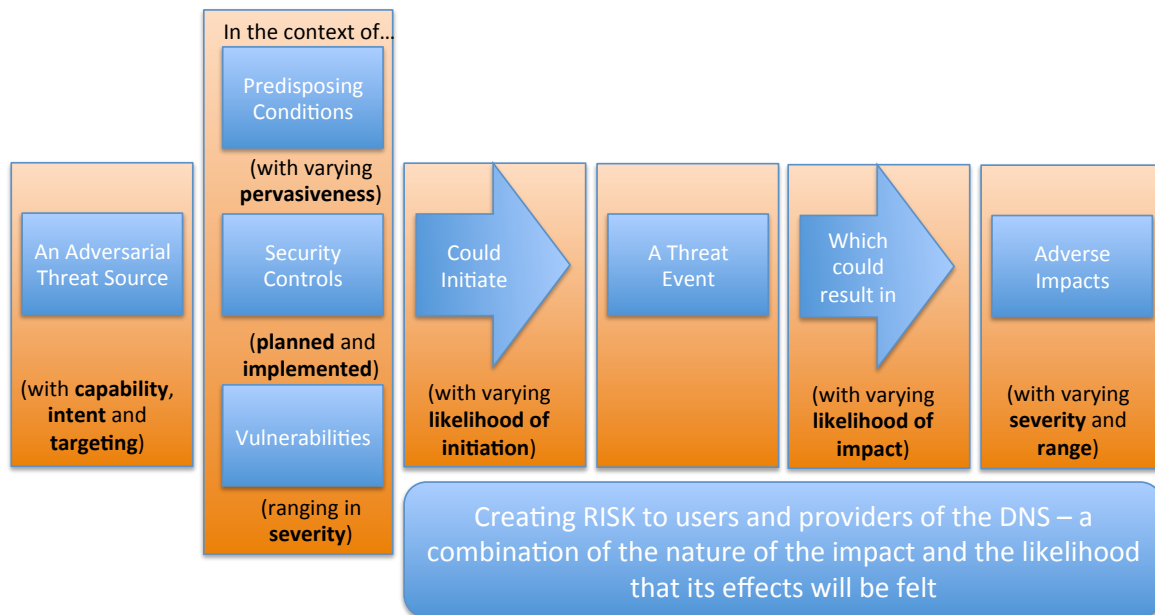 An Adversarial
Threat Source
(with capability,
intent and
targeting)
In the context of…
Predisposing
Conditions
(with varying
pervasiveness)
Security
Controls
(planned and
implemented)
Vulnerabilities
(ranging in
severity)
Could
Initiate
(with varying
likelihood of
initiation)
A Threat
Event
Which
could
result in
(with varying
likelihood of
impact)
Adverse
Impacts
(with varying
severity and
range)
Creating RISK to users and providers of the DNS – a
combination of the nature of the impact and the likelihood
that its effects will be felt